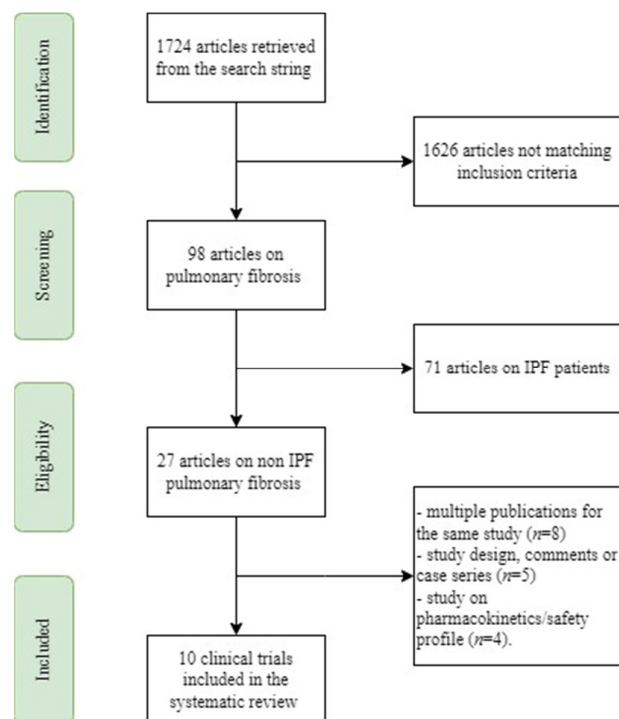 Identification
1724 articles retrieved
from the search string
1626 articles not matching
inclusion criteria
Screening
98 articles on
pulmonary fibrosis
71 articles on IPF patients
Eligibility
27 articles on non IPF
pulmonary fibrosis
- multiple publications for
the same study (n=8)
- study design, comments or
case series (n=5)
- study on
pharmacokinetics/safety
profile (n=4).
Included
10 clinical trials
included in the
systematic review